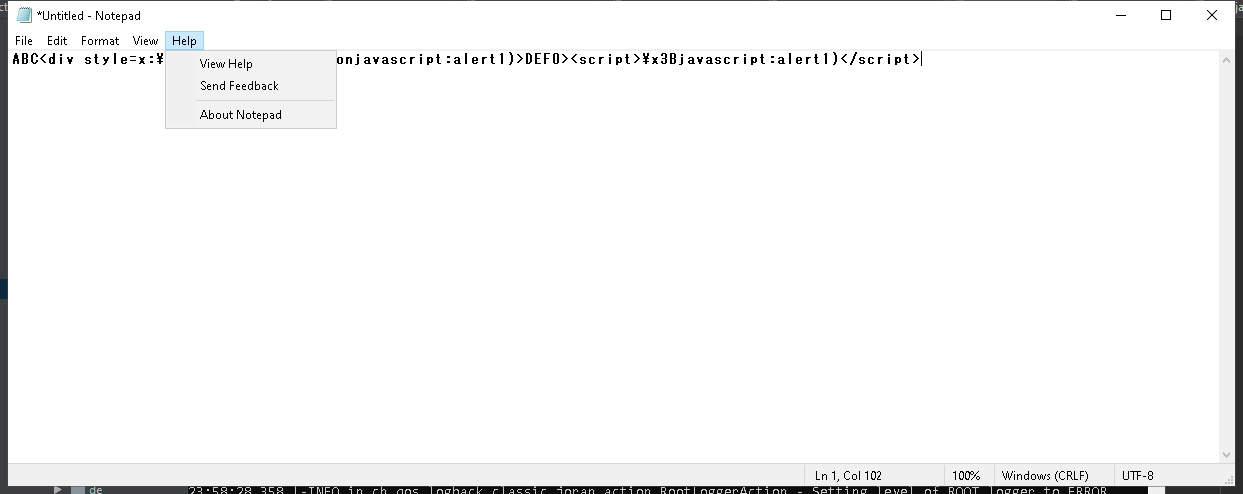 *Untitled - Notepad
File Edit Format View Help
ABC<div style=x:¥
onjavascript:alert1)>DEF0><script>¥x3Bjavascript:alert1)</script>
View Help
Send Feedback
About Notepad
Ln 1, Col 102 100% Windows (CRLF) UTF-8
de 23:58:28.358 |-INFO in ch.qos.logback.classic.joran.action.RootLoggerAction - Setting level of ROOT logger to ERROR